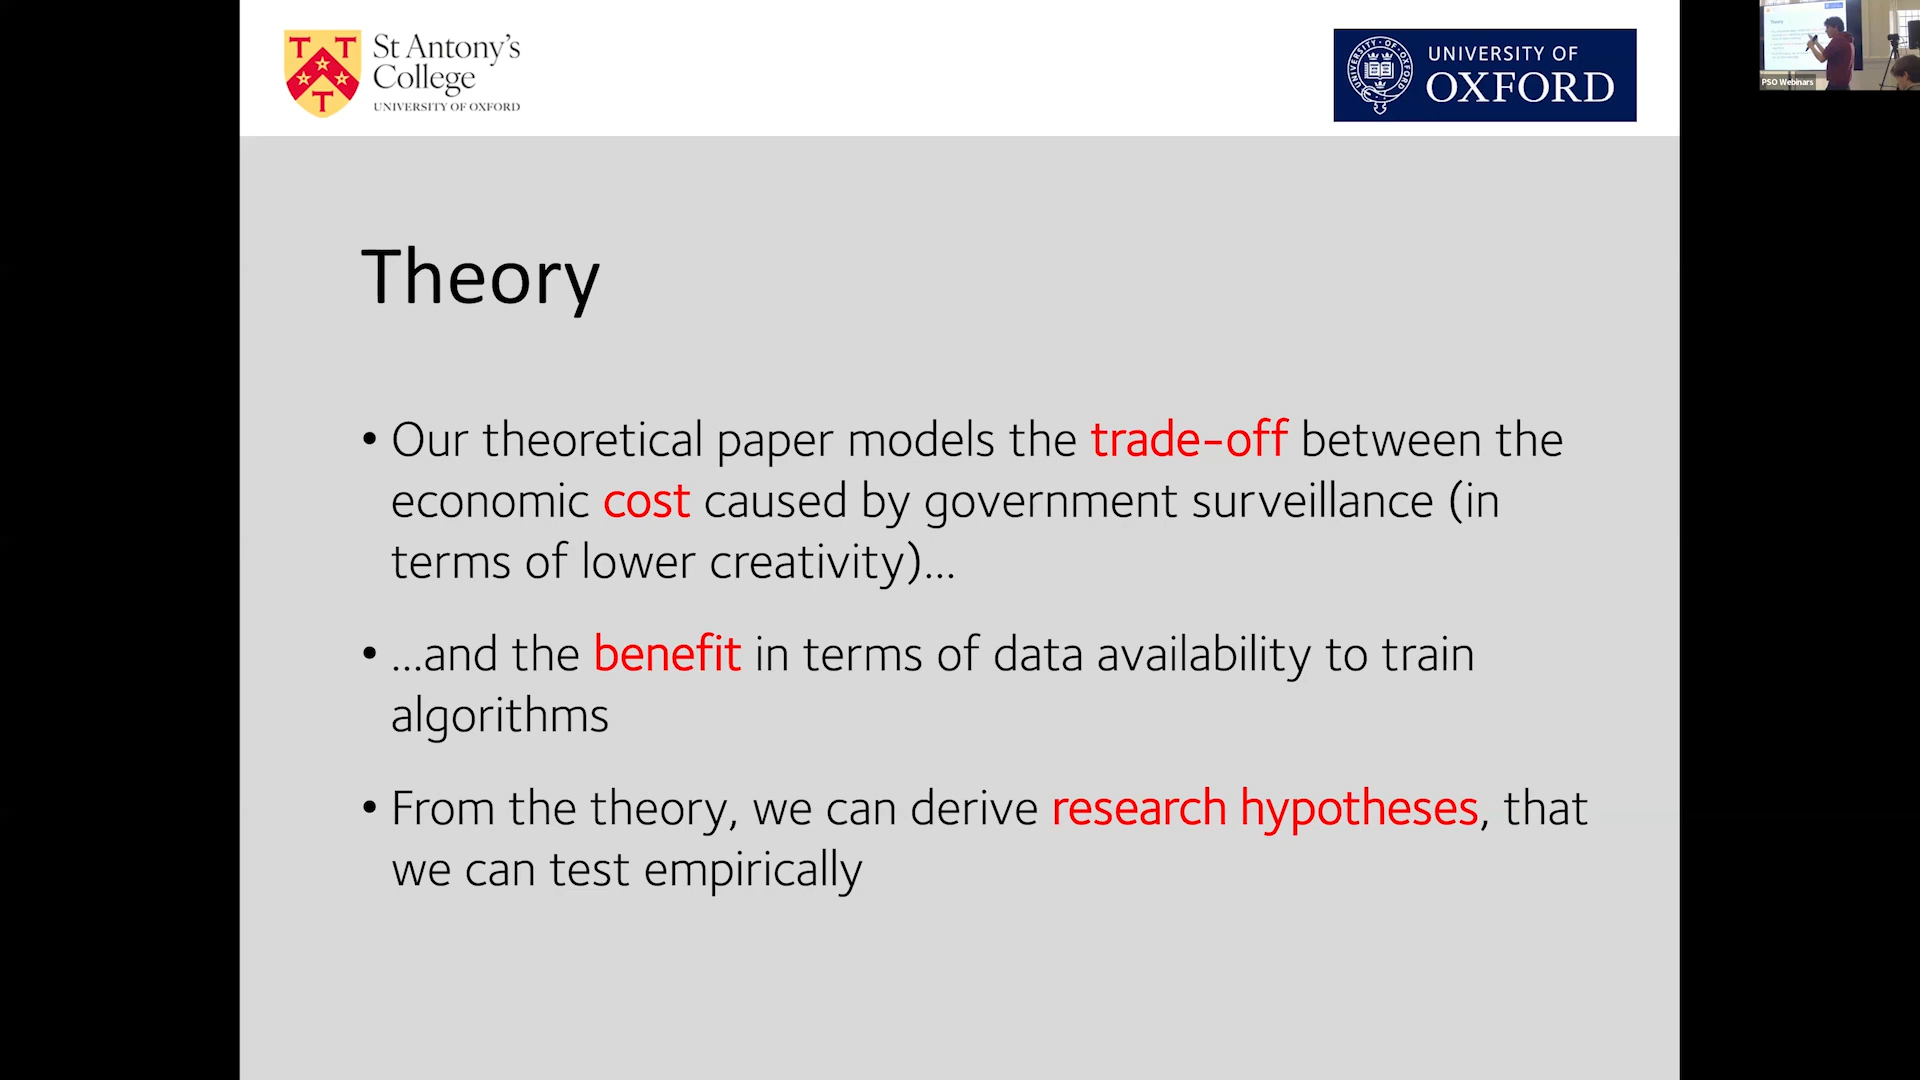 St Antony's
College
UNIVERSITY OF OXFORD
UNIVERSITY OF
OXFORD
PSO Webinars
Theory
Theory
• Our theoretical paper models the trade-off between the
economic cost caused by government surveillance (in
terms of lower creativity)...
• ...and the benefit in terms of data availability to train
algorithms
• From the theory, we can derive research hypotheses, that
we can test empirically